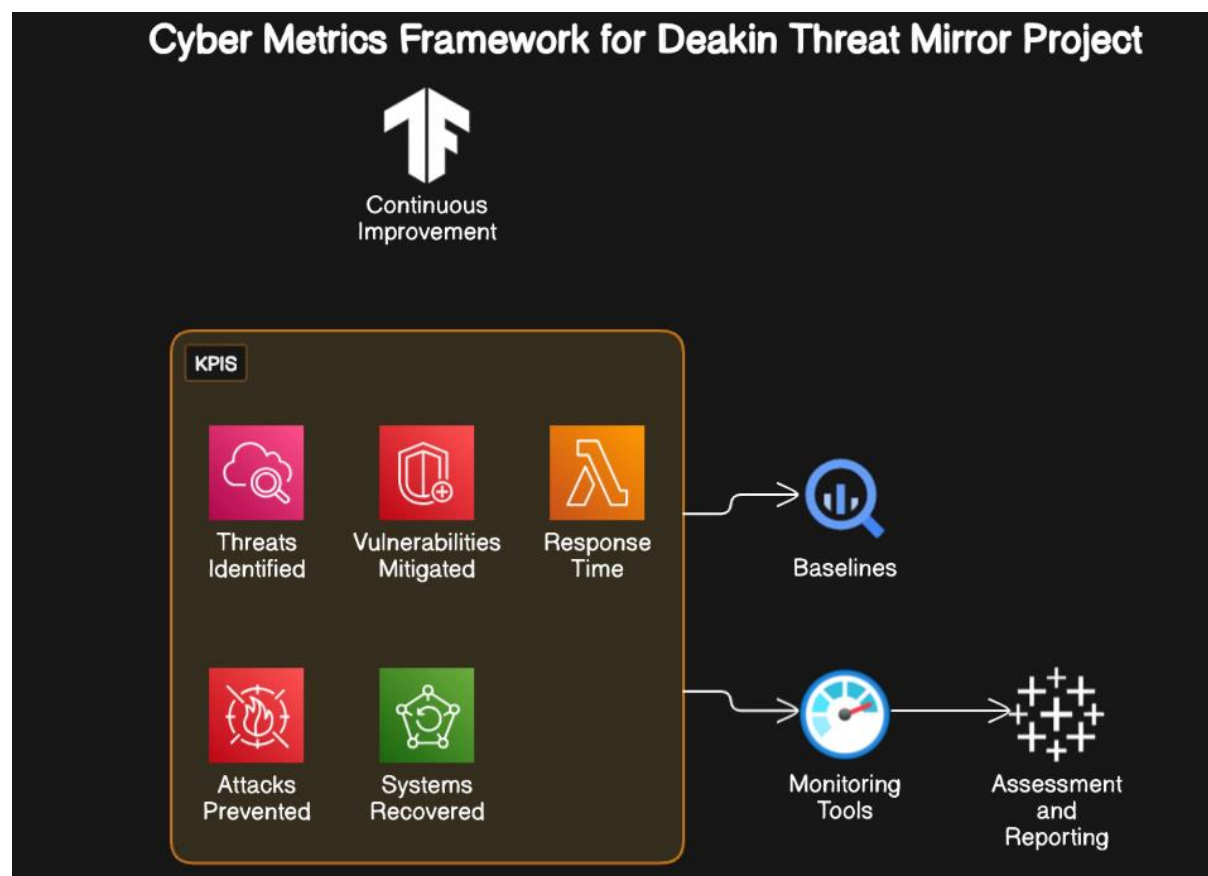 Cyber Metrics Framework for Deakin Threat Mirror Project
Continuous
Improvement
KPIS
Threats
Identified
Vulnerabilities
Mitigated
Response
Time
Baselines
Attacks
Prevented
Systems
Recovered
Monitoring
Tools
Assessment
and
Reporting